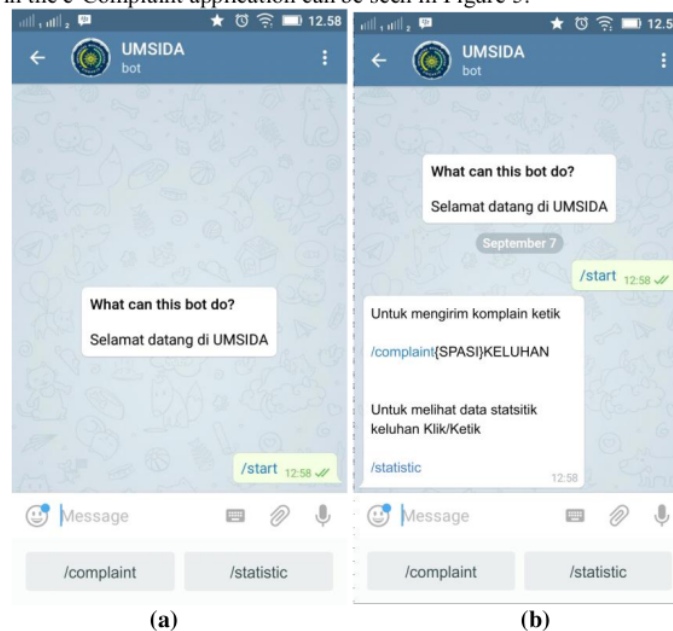 in the e-Complaint application can be seen in Figure 5.
12.58
UMSIDA
bot
What can this bot do?
Selamat datang di UMSIDA
/start 12:58
Message
/complaint /statistic
(a)
12.5
UMSIDA
bot
What can this bot do?
Selamat datang di UMSIDA
September 7
/start 12:58
Untuk mengirim komplain ketik
/complaint{SPASI}KELUHAN
Untuk melihat data statsitik
keluhan Klik/Ketik
/statistic
12:58
Message
/complaint /statistic
(b)